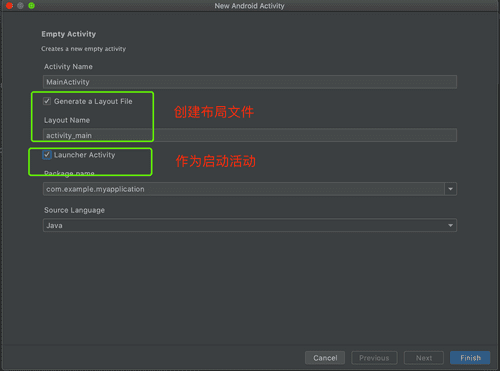 New Android Activity
Empty Activity
Creates a new empty activity
Activity Name
MainActivity
Generate a Layout File
创建布局文件
Layout Name
activity_main
Launcher Activity
作为启动活动
Package name
com.example.myapplication
Source Language
Java
Cancel
Previous
Next
Finish